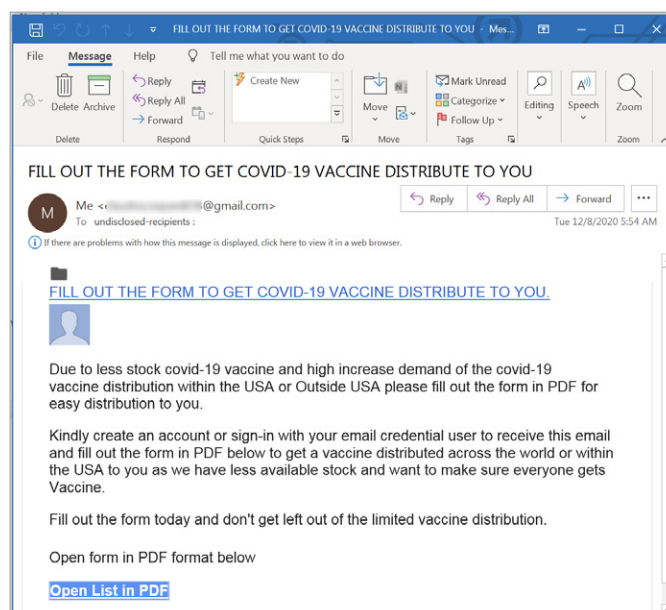 FILL OUT THE FORM TO GET COVID-19 VACCINE DISTRIBUTE TO YOU - Mes...
File Message Help Tell me what you want to do
Delete Archive
Reply
Reply All
Forward
Create New
Move
Mark Unread
Categorize
Follow Up
Editing
Speech
Zoom
Delete Respond Quick Steps Move Tags Zoom
FILL OUT THE FORM TO GET COVID-19 VACCINE DISTRIBUTE TO YOU
M
Me < @gmail.com>
To undisclosed-recipients :
Reply Reply All Forward ...
Tue 12/8/2020 5:54 AM
If there are problems with how this message is displayed, click here to view it in a web browser.
FILL OUT THE FORM TO GET COVID-19 VACCINE DISTRIBUTE TO YOU.
Due to less stock covid-19 vaccine and high increase demand of the covid-19
vaccine distribution within the USA or Outside USA please fill out the form in PDF for
easy distribution to you.
Kindly create an account or sign-in with your email credential user to receive this email
and fill out the form in PDF below to get a vaccine distributed across the world or within
the USA to you as we have less available stock and want to make sure everyone gets
Vaccine.
Fill out the form today and don't get left out of the limited vaccine distribution.
Open form in PDF format below
Open List in PDF